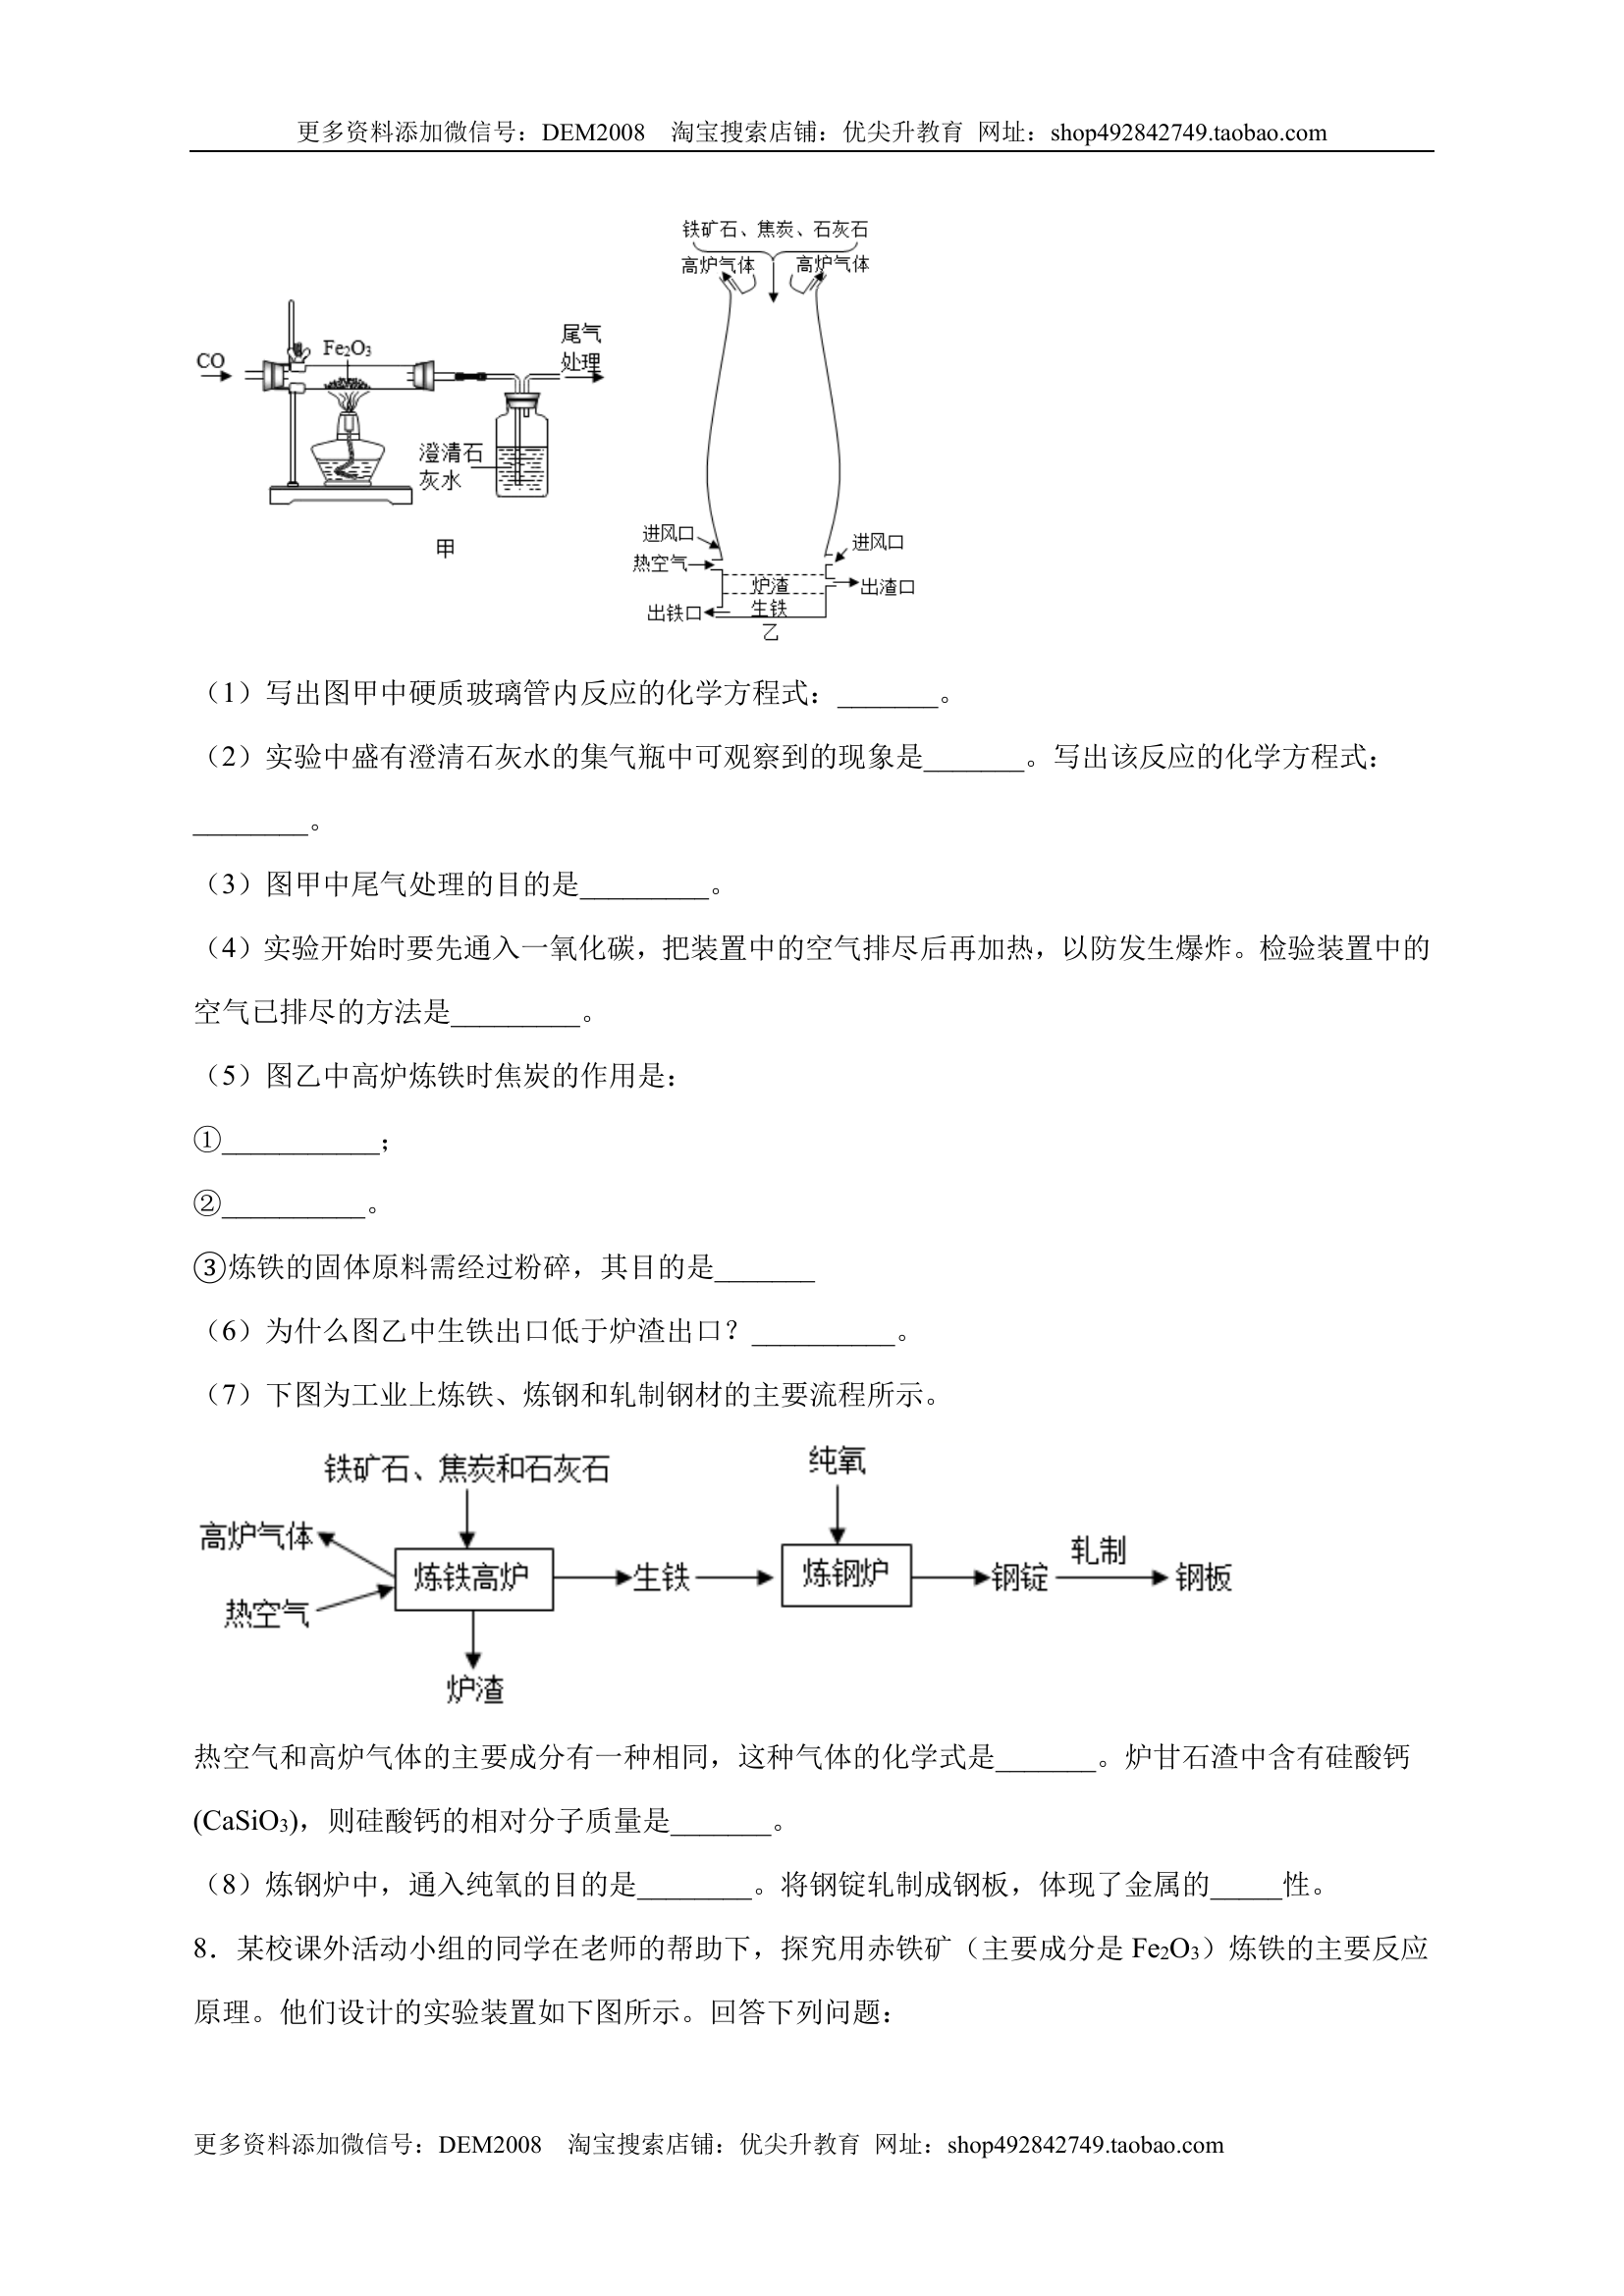 更多资料添加微信号：DEM2008    淘宝搜索店铺：优尖升教育  网址：shop492842749.taobao.com
铁矿石、焦炭、石灰石
高炉气体
高炉气体
CO
Fe₂O₃
尾气
处理
澄清石
灰水
甲
进风口
热空气
进风口
炉渣
出渣口
出铁口
生铁
乙
（1）写出图甲中硬质玻璃管内反应的化学方程式：_______。
（2）实验中盛有澄清石灰水的集气瓶中可观察到的现象是_______。写出该反应的化学方程式：
________。
（3）图甲中尾气处理的目的是_________。
（4）实验开始时要先通入一氧化碳，把装置中的空气排尽后再加热，以防发生爆炸。检验装置中的
空气已排尽的方法是_________。
（5）图乙中高炉炼铁时焦炭的作用是：
①___________；
②__________。
③炼铁的固体原料需经过粉碎，其目的是_______
（6）为什么图乙中生铁出口低于炉渣出口？__________。
（7）下图为工业上炼铁、炼钢和轧制钢材的主要流程所示。
铁矿石、焦炭和石灰石
纯氧
高炉气体
炼铁高炉
生铁
炼钢炉
钢锭
轧制
钢板
热空气
炉渣
热空气和高炉气体的主要成分有一种相同，这种气体的化学式是_______。炉甘石渣中含有硅酸钙
(CaSiO₃)，则硅酸钙的相对分子质量是_______。
（8）炼钢炉中，通入纯氧的目的是________。将钢锭轧制成钢板，体现了金属的_____性。
8．某校课外活动小组的同学在老师的帮助下，探究用赤铁矿（主要成分是 Fe₂O₃）炼铁的主要反应
原理。他们设计的实验装置如下图所示。回答下列问题：
更多资料添加微信号：DEM2008    淘宝搜索店铺：优尖升教育  网址：shop492842749.taobao.com